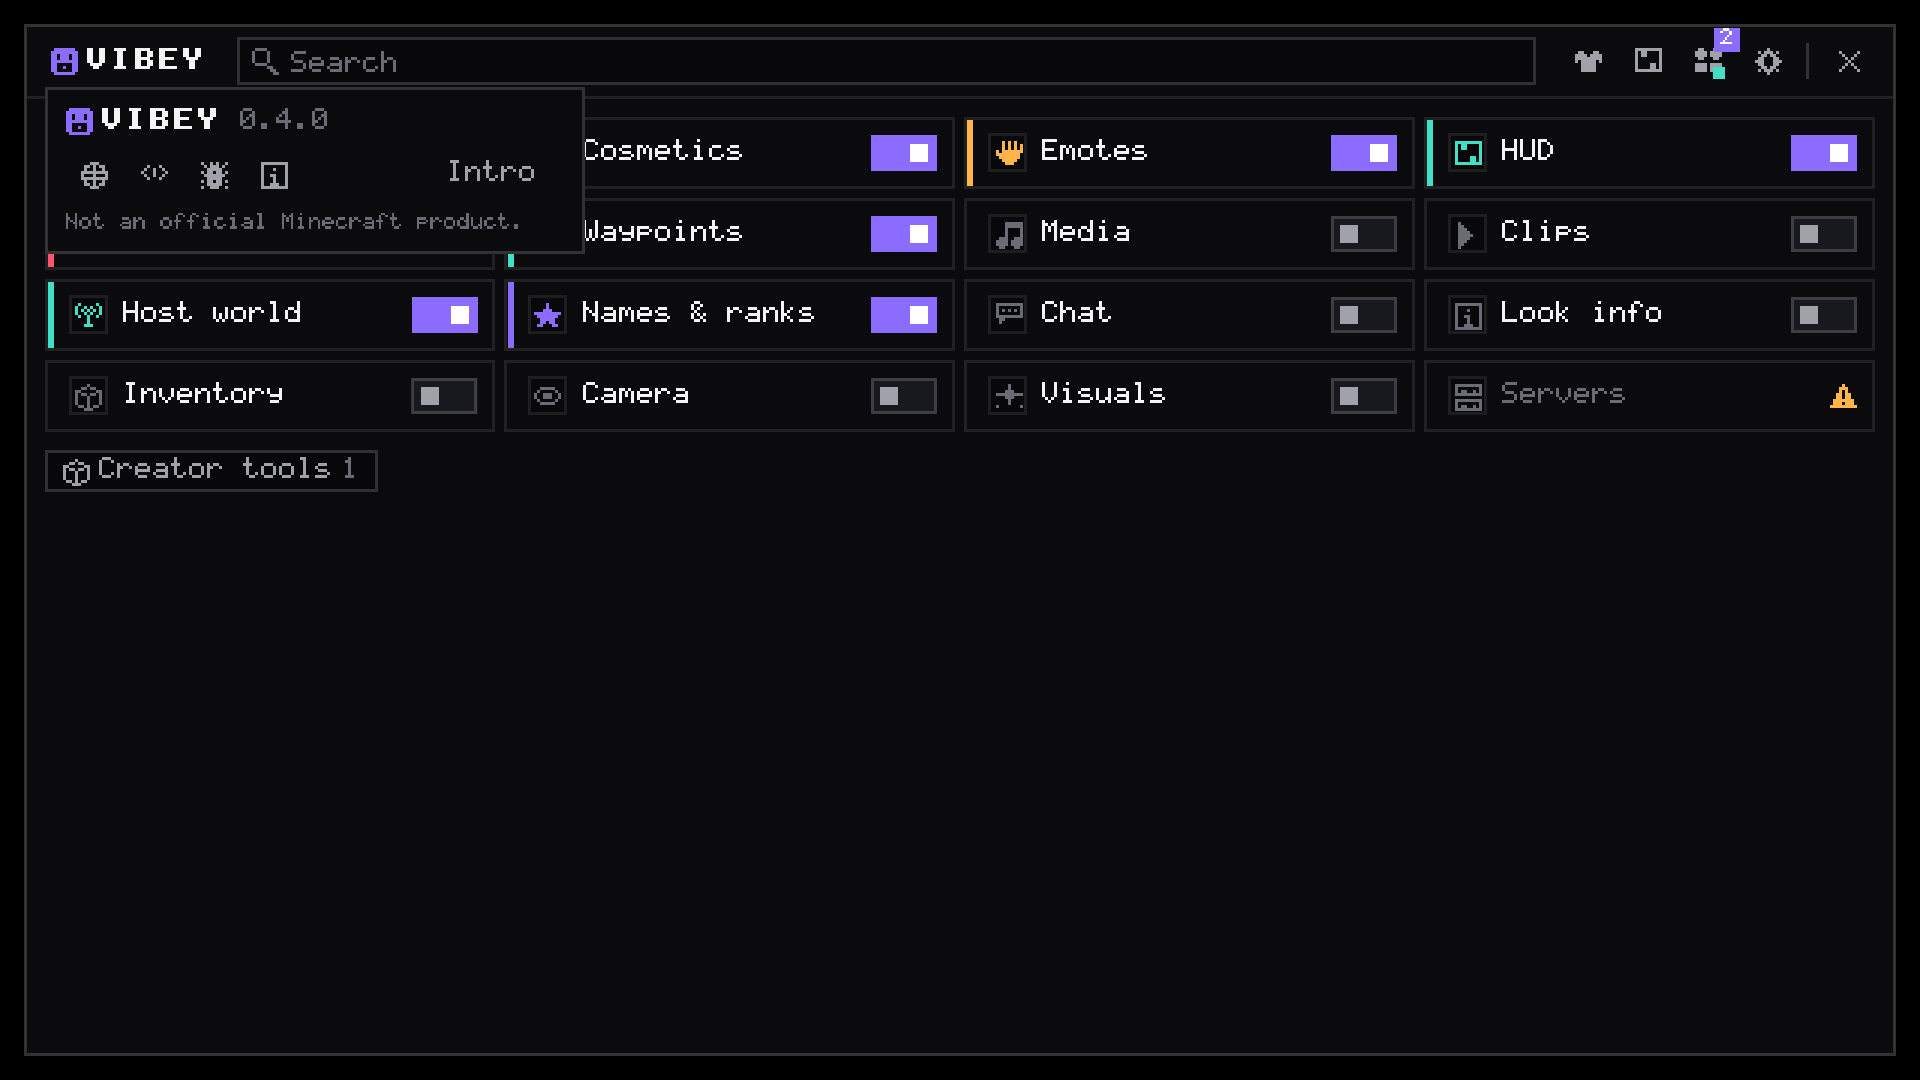 VIBEY
Search
2
VIBEY 0.4.0
Intro
Not an official Minecraft product.
Cosmetics
Emotes
HUD
Waypoints
Media
Clips
Host world
Names & ranks
Chat
Look info
Inventory
Camera
Visuals
Servers
Creator tools 1